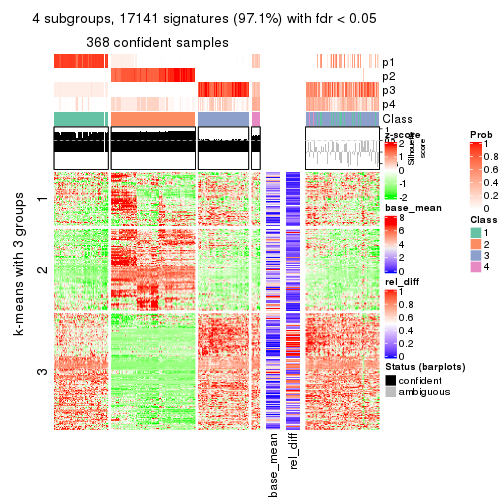 4 subgroups, 17141 signatures (97.1%) with fdr < 0.05
368 confident samples
p1
p2
p3
p4
Class
1
Silhouette
score
z-score
2
1
0
-1
-2
base_mean
8
6
4
2
0
rel_diff
1
0.8
0.6
0.4
0.2
0
Status (barplots)
confident
ambiguous
Prob
1
0.8
0.6
0.4
0.2
0
Class
1
2
3
4
k-means with 3 groups
1
2
3
base_mean
rel_diff